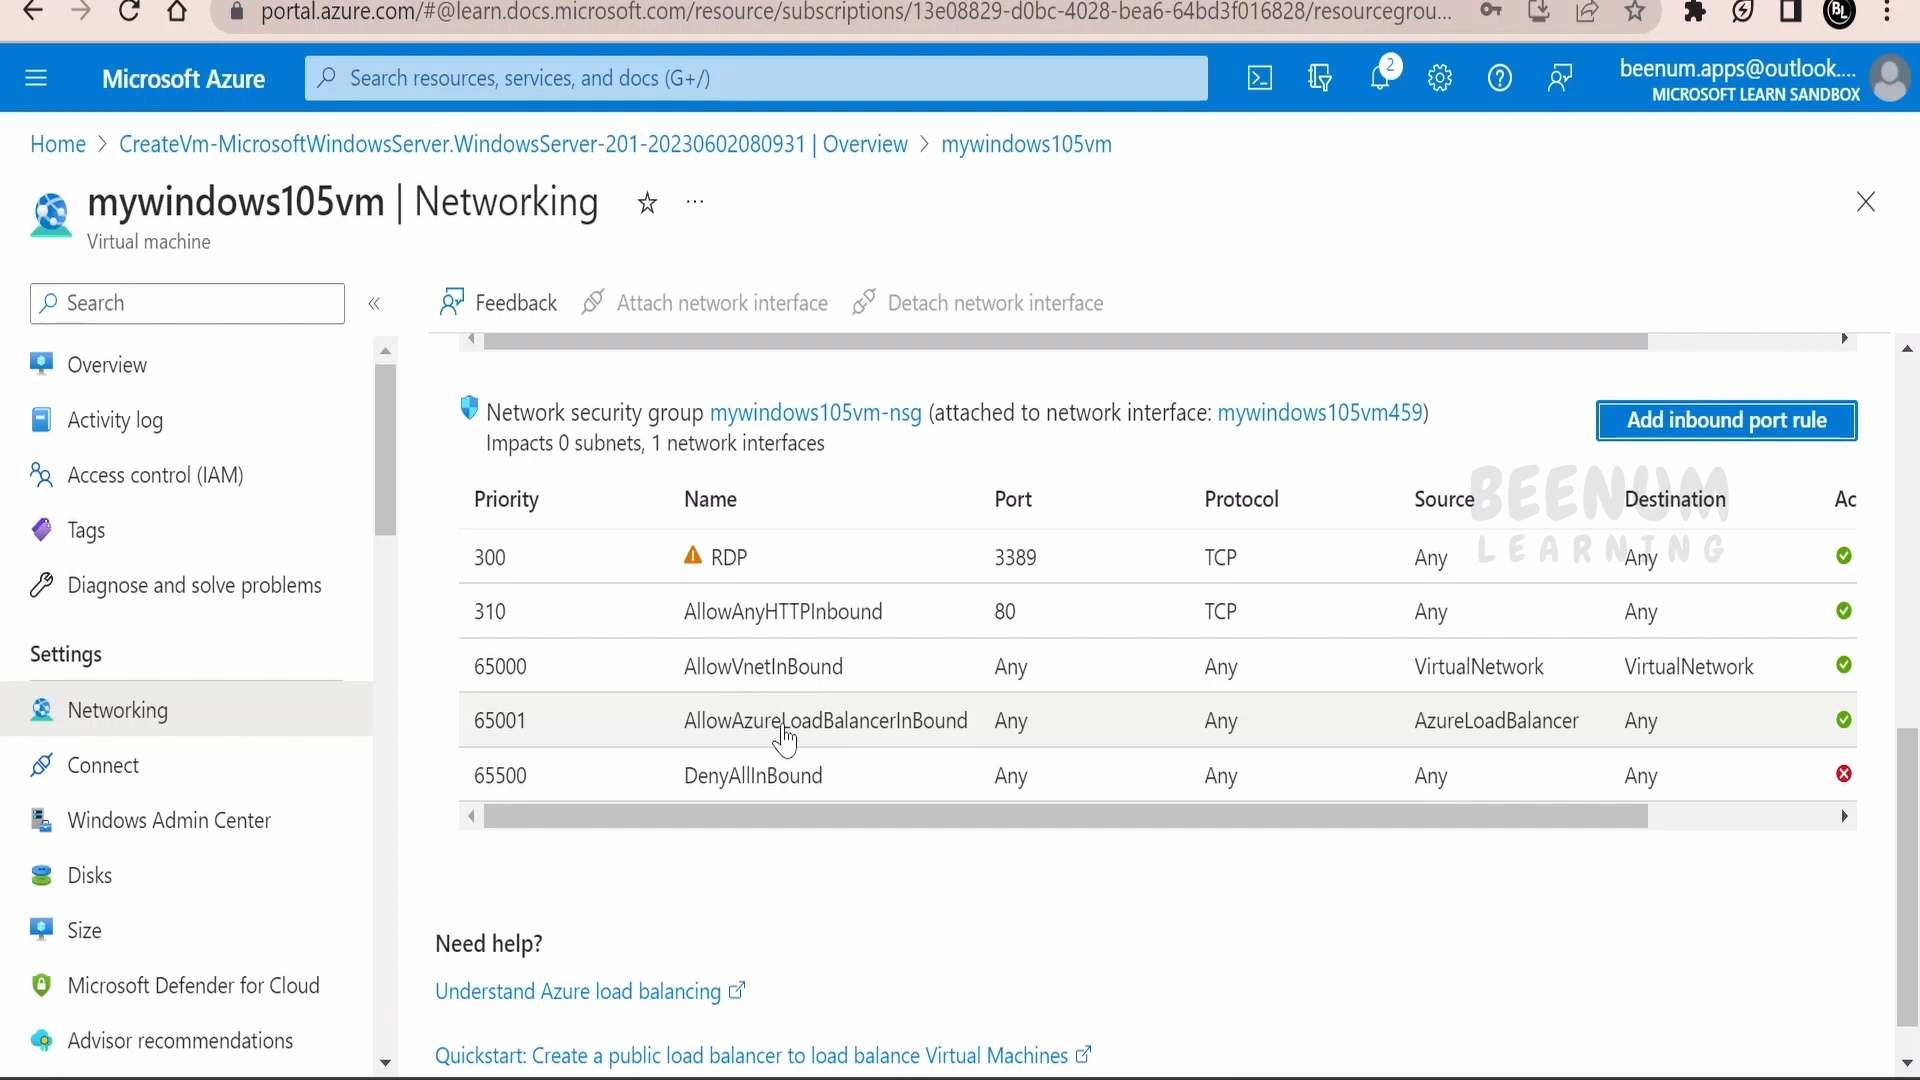 portal.azure.com/#@learn.docs.microsoft.com/resource/subscriptions/13e08829-d0bc-4028-bea6-64bd3f016828/resourcegrou...
BL
Microsoft Azure
Search resources, services, and docs (G+/)
2
beenum.apps@outlook....
MICROSOFT LEARN SANDBOX
Home > CreateVm-MicrosoftWindowsServer.WindowsServer-201-20230602080931 | Overview > mywindows105vm
mywindows105vm | Networking
Virtual machine
Search
Feedback Attach network interface Detach network interface
Overview
Activity log
Access control (IAM)
Tags
Diagnose and solve problems
Settings
Networking
Connect
Windows Admin Center
Disks
Size
Microsoft Defender for Cloud
Advisor recommendations
Network security group mywindows105vm-nsg (attached to network interface: mywindows105vm459)
Impacts 0 subnets, 1 network interfaces
Add inbound port rule
BEENUM
LEARNING
Priority Name Port Protocol Source Destination Ac
300 RDP 3389 TCP Any Any
310 AllowAnyHTTPInbound 80 TCP Any Any
65000 AllowVnetInBound Any Any VirtualNetwork VirtualNetwork
65001 AllowAzureLoadBalancerInBound Any Any AzureLoadBalancer Any
65500 DenyAllInBound Any Any Any Any
Need help?
Understand Azure load balancing
Quickstart: Create a public load balancer to load balance Virtual Machines